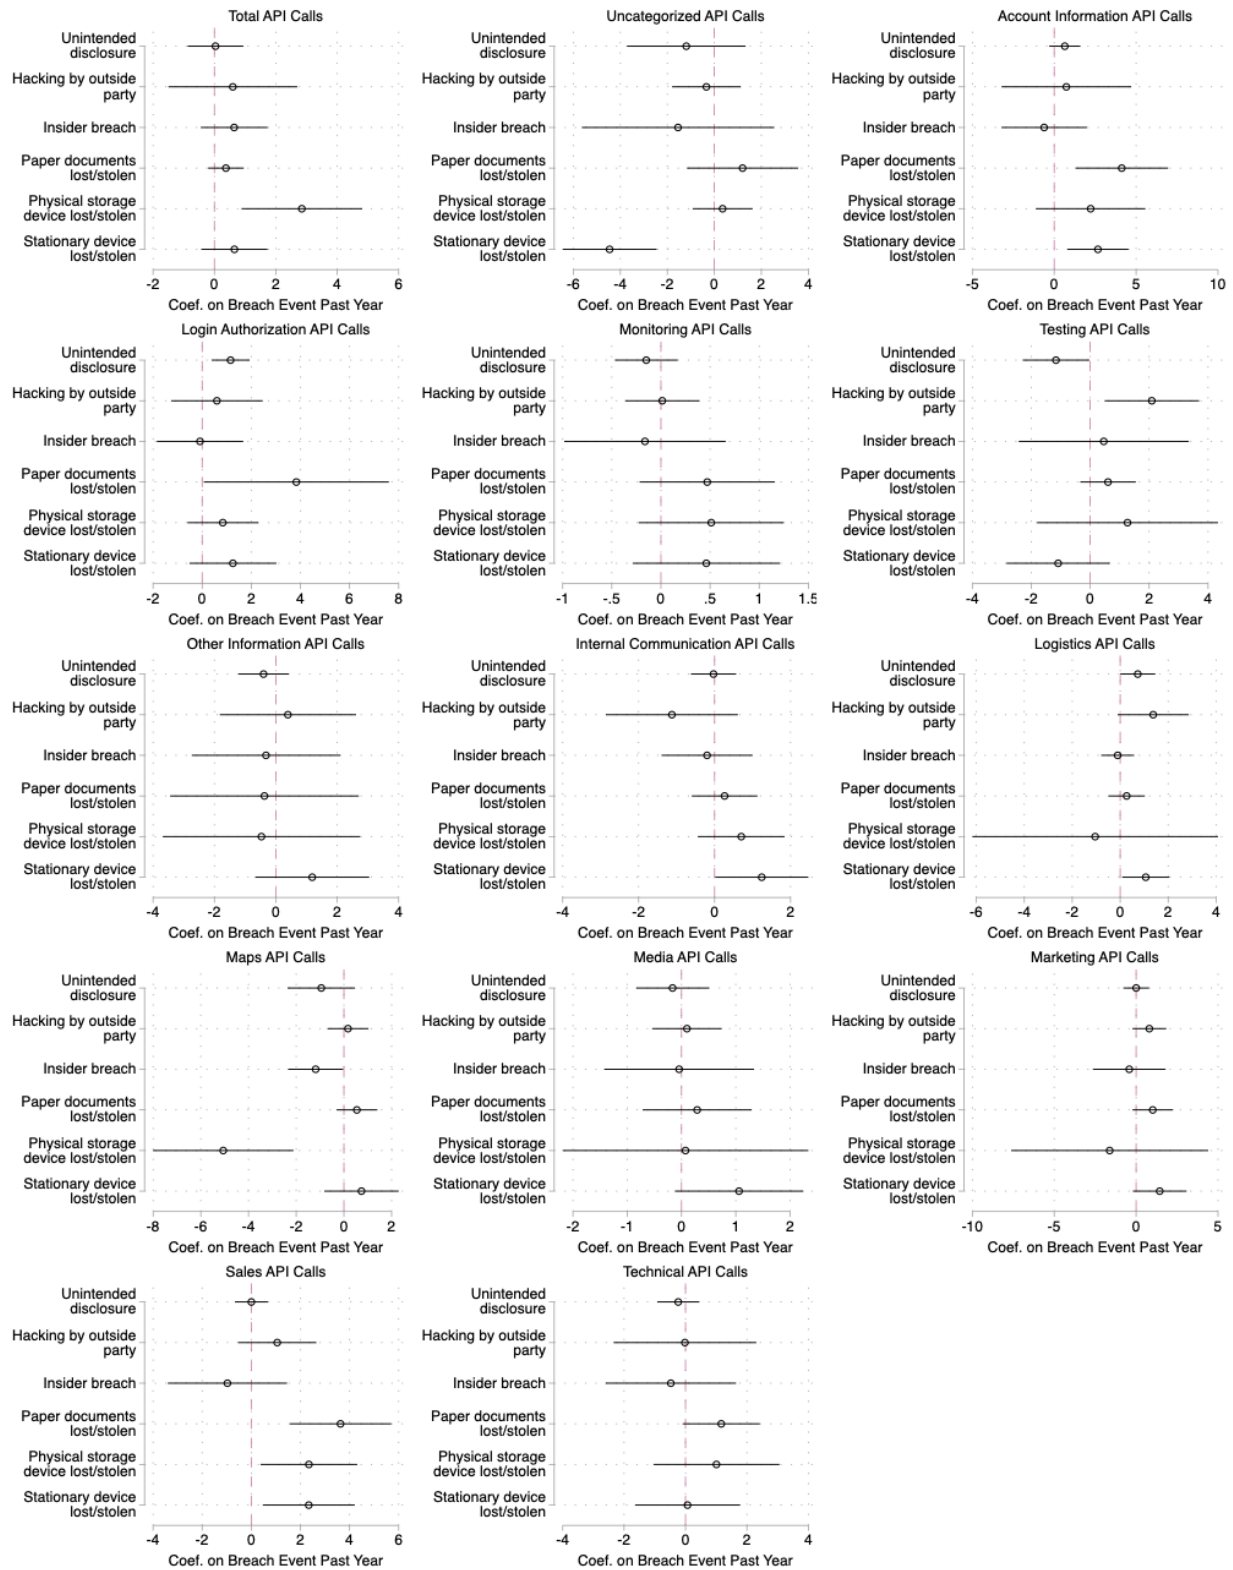 Total API Calls
Unintended
disclosure
Hacking by outside
party
Insider breach
Paper documents
lost/stolen
Physical storage
device lost/stolen
Stationary device
lost/stolen
-2 0 2 4 6
Coef. on Breach Event Past Year
Uncategorized API Calls
Unintended
disclosure
Hacking by outside
party
Insider breach
Paper documents
lost/stolen
Physical storage
device lost/stolen
Stationary device
lost/stolen
-6 -4 -2 0 2 4
Coef. on Breach Event Past Year
Account Information API Calls
Unintended
disclosure
Hacking by outside
party
Insider breach
Paper documents
lost/stolen
Physical storage
device lost/stolen
Stationary device
lost/stolen
-5 0 5 10
Coef. on Breach Event Past Year
Login Authorization API Calls
Unintended
disclosure
Hacking by outside
party
Insider breach
Paper documents
lost/stolen
Physical storage
device lost/stolen
Stationary device
lost/stolen
-2 0 2 4 6 8
Coef. on Breach Event Past Year
Monitoring API Calls
Unintended
disclosure
Hacking by outside
party
Insider breach
Paper documents
lost/stolen
Physical storage
device lost/stolen
Stationary device
lost/stolen
-1 -.5 0 .5 1 1.5
Coef. on Breach Event Past Year
Testing API Calls
Unintended
disclosure
Hacking by outside
party
Insider breach
Paper documents
lost/stolen
Physical storage
device lost/stolen
Stationary device
lost/stolen
-4 -2 0 2 4
Coef. on Breach Event Past Year
Other Information API Calls
Unintended
disclosure
Hacking by outside
party
Insider breach
Paper documents
lost/stolen
Physical storage
device lost/stolen
Stationary device
lost/stolen
-4 -2 0 2 4
Coef. on Breach Event Past Year
Internal Communication API Calls
Unintended
disclosure
Hacking by outside
party
Insider breach
Paper documents
lost/stolen
Physical storage
device lost/stolen
Stationary device
lost/stolen
-4 -2 0 2
Coef. on Breach Event Past Year
Logistics API Calls
Unintended
disclosure
Hacking by outside
party
Insider breach
Paper documents
lost/stolen
Physical storage
device lost/stolen
Stationary device
lost/stolen
-6 -4 -2 0 2 4
Coef. on Breach Event Past Year
Maps API Calls
Unintended
disclosure
Hacking by outside
party
Insider breach
Paper documents
lost/stolen
Physical storage
device lost/stolen
Stationary device
lost/stolen
-8 -6 -4 -2 0 2
Coef. on Breach Event Past Year
Media API Calls
Unintended
disclosure
Hacking by outside
party
Insider breach
Paper documents
lost/stolen
Physical storage
device lost/stolen
Stationary device
lost/stolen
-2 -1 0 1 2
Coef. on Breach Event Past Year
Marketing API Calls
Unintended
disclosure
Hacking by outside
party
Insider breach
Paper documents
lost/stolen
Physical storage
device lost/stolen
Stationary device
lost/stolen
-10 -5 0 5
Coef. on Breach Event Past Year
Sales API Calls
Unintended
disclosure
Hacking by outside
party
Insider breach
Paper documents
lost/stolen
Physical storage
device lost/stolen
Stationary device
lost/stolen
-4 -2 0 2 4 6
Coef. on Breach Event Past Year
Technical API Calls
Unintended
disclosure
Hacking by outside
party
Insider breach
Paper documents
lost/stolen
Physical storage
device lost/stolen
Stationary device
lost/stolen
-4 -2 0 2 4
Coef. on Breach Event Past Year